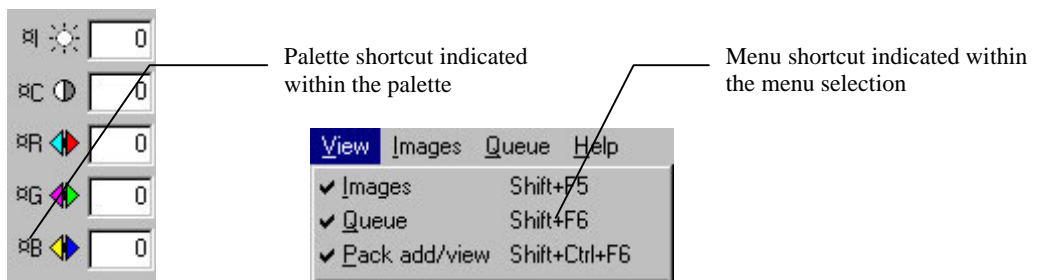 ¤I 0
¤C 0
¤R 0
¤G 0
¤B 0
Palette shortcut indicated
within the palette
Menu shortcut indicated within
the menu selection
View Images Queue Help
Images Shift+F5
Queue Shift+F6
Pack add/view Shift+Ctrl+F6